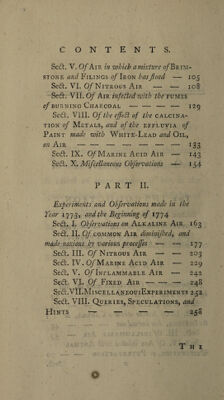 CONTENTS.
Sect. V. Of AIR in which a mixture of BRIM-
STONE and FILINGS of IRON has stood — 105
Sect. VI. Of NITROUS AIR — — 108
Sect. VII. Of AIR infected with the FUMES
of BURNING CHARCOAL — — — — 129
Sect. VIII. Of the effect of the CALCINA-
TION of METALS, and of the EFFLUVIA of
PAINT made with WHITE-LEAD and OIL,
on AIR — — — — — — 133
Sect. IX. Of MARINE ACID AIR — 143
Sect. X. Miscellaneous Observations — 154
PART II.
Experiments and Observations made in the
Year 1773, and the Beginning of 1774
Sect. I. Observations on ALKALINE AIR 163
Sect. II. Of COMMON AIR diminished, and
made noxious by various processes — — 177
Sect. III. Of NITROUS AIR — — 203
Sect. IV. Of MARINE ACID AIR — 229
Sect. V. Of INFLAMMABLE AIR — 242
Sect. VI. Of FIXED AIR — — — 248
Sect. VII. MISCELLANEOUS EXPERIMENTS 252
Sect. VIII. QUERIES, SPECULATIONS, and
HINTS — — — — — — 258
THE